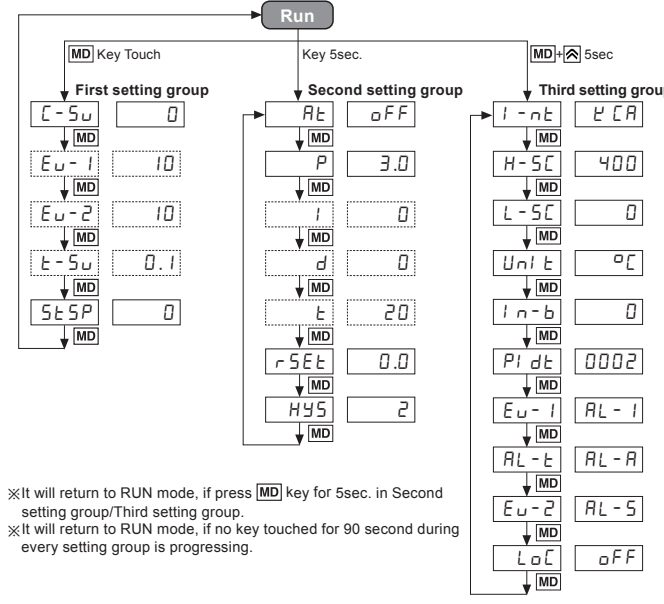 Run
MD Key Touch
Key 5sec.
MD + 5sec
First setting group
Second setting group
Third setting grou
C-Sv 0
MD
Ev-1 10
MD
Ev-2 10
MD
t-Sv 0.1
MD
StSP 0
MD
At oFF
MD
P 3.0
MD
I 0
MD
d 0
MD
t 20
MD
rSEt 0.0
MD
HYS 2
MD
I-nt KCA
MD
H-SC 400
MD
L-SC 0
MD
UnIt °C
MD
In-b 0
MD
PIdt 0002
MD
Ev-1 AL-1
MD
AL-t AL-A
MD
Ev-2 AL-S
MD
LoC oFF
MD
※It will return to RUN mode, if press MD key for 5sec. in Second
setting group/Third setting group.
※It will return to RUN mode, if no key touched for 90 second during
every setting group is progressing.